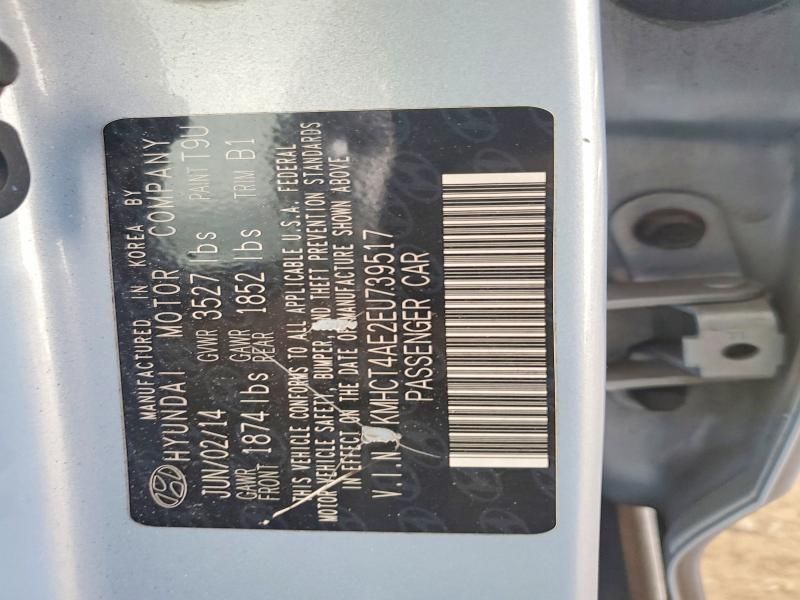 MANUFACTURED IN KOREA BY
HYUNDAI MOTOR COMPANY
JUN/02/14 GVWR 3527 lbs PAINT T9U
GAWR FRONT 1874 lbs GAWR REAR 1852 lbs TRIM B1
THIS VEHICLE CONFORMS TO ALL APPLICABLE U.S.A. FEDERAL
MOTOR VEHICLE SAFETY, BUMPER, AND THEFT PREVENTION STANDARDS
IN EFFECT ON THE DATE OF MANUFACTURE SHOWN ABOVE
V.I.N. KMHCT4AE2EU739517
PASSENGER CAR